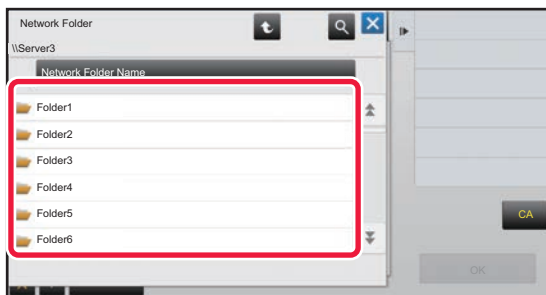 Network Folder
\\Server3
Network Folder Name
Folder1
Folder2
Folder3
Folder4
Folder5
Folder6
CA
OK